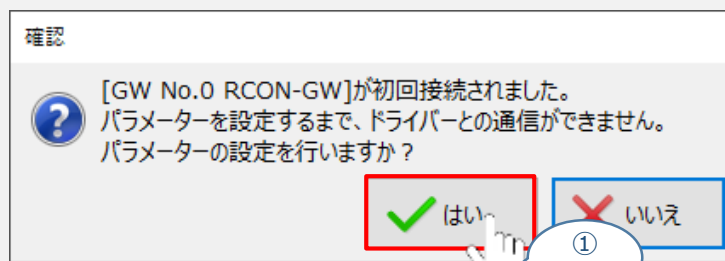 確認
[GW No.0 RCON-GW]が初回接続されました。
パラメーターを設定するまで、ドライバーとの通信ができません。
パラメーターの設定を行いますか？
はい
いいえ
①